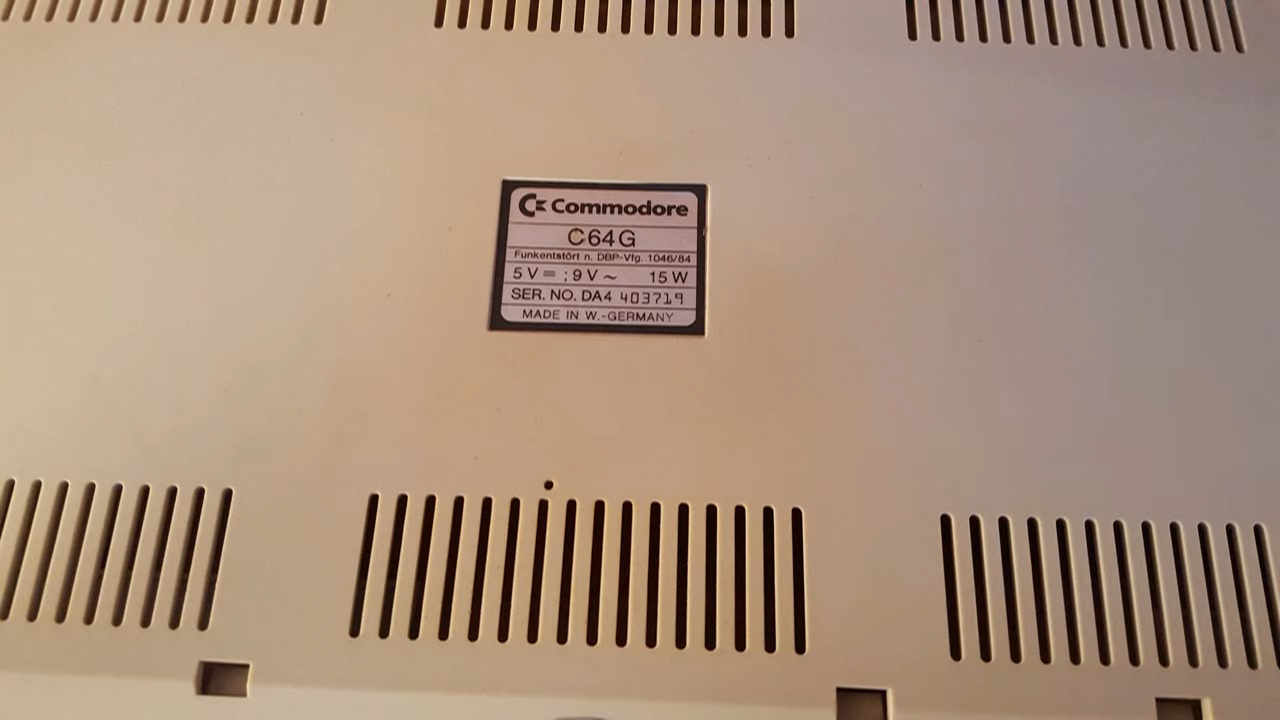 Commodore
C64G
Funkentstört n. DBP-Vfg. 1046/84
5 V = ; 9 V ~ 15 W
SER. NO. DA4 403719
MADE IN W.-GERMANY